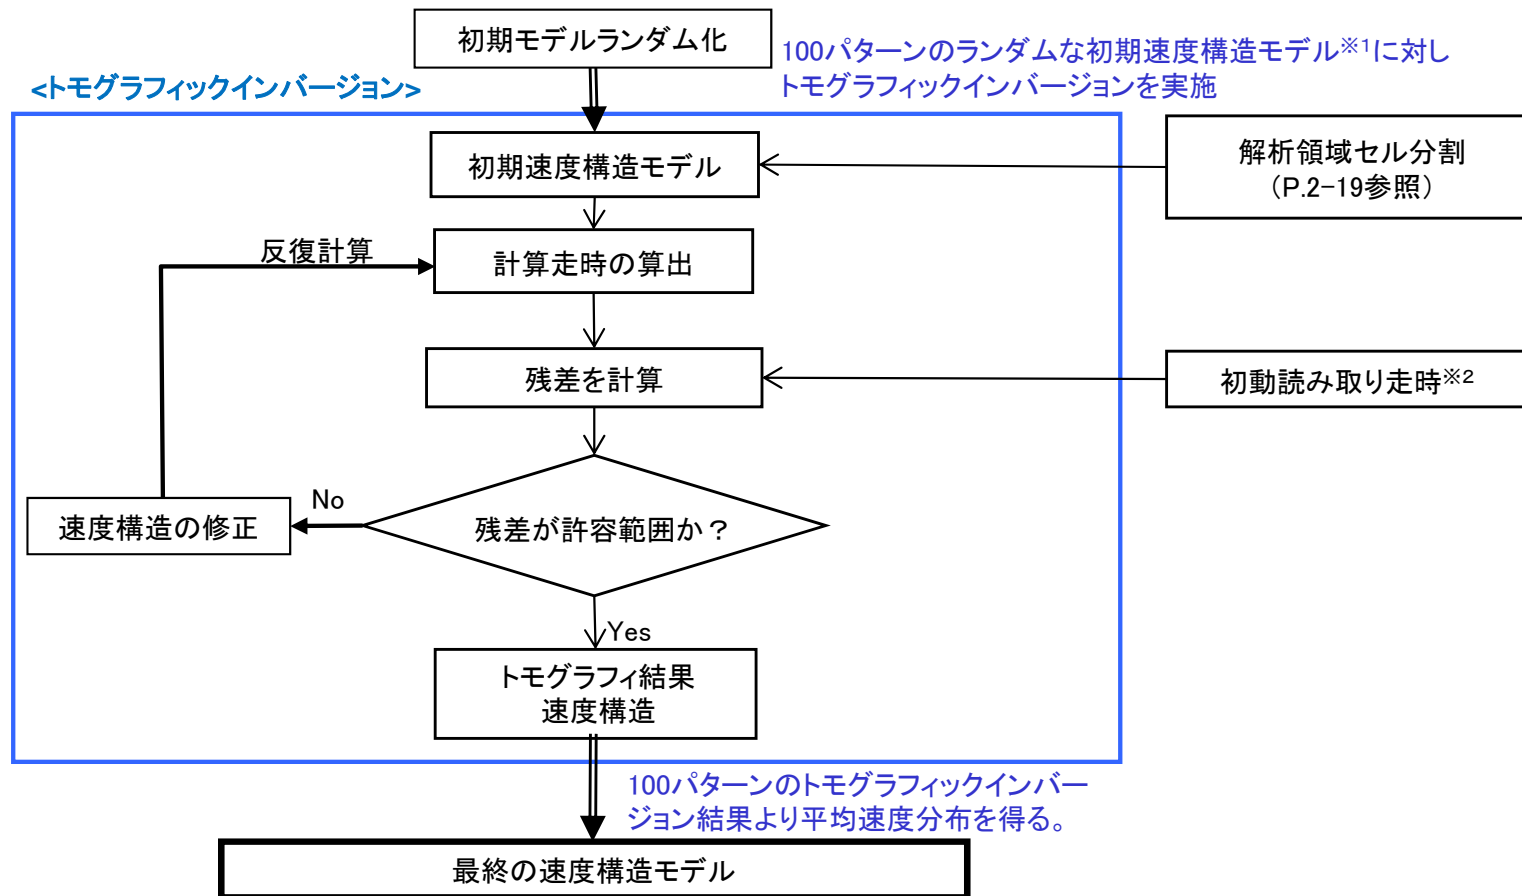 初期モデルランダム化
100パターンのランダムな初期速度構造モデル※1に対し
トモグラフィックインバージョンを実施
<トモグラフィックインバージョン>
初期速度構造モデル
解析領域セル分割
（P.2-19参照）
反復計算
計算走時の算出
残差を計算
初動読み取り走時※2
No
速度構造の修正
残差が許容範囲か？
Yes
トモグラフィ結果
速度構造
100パターンのトモグラフィックインバー
ジョン結果より平均速度分布を得る。
最終の速度構造モデル